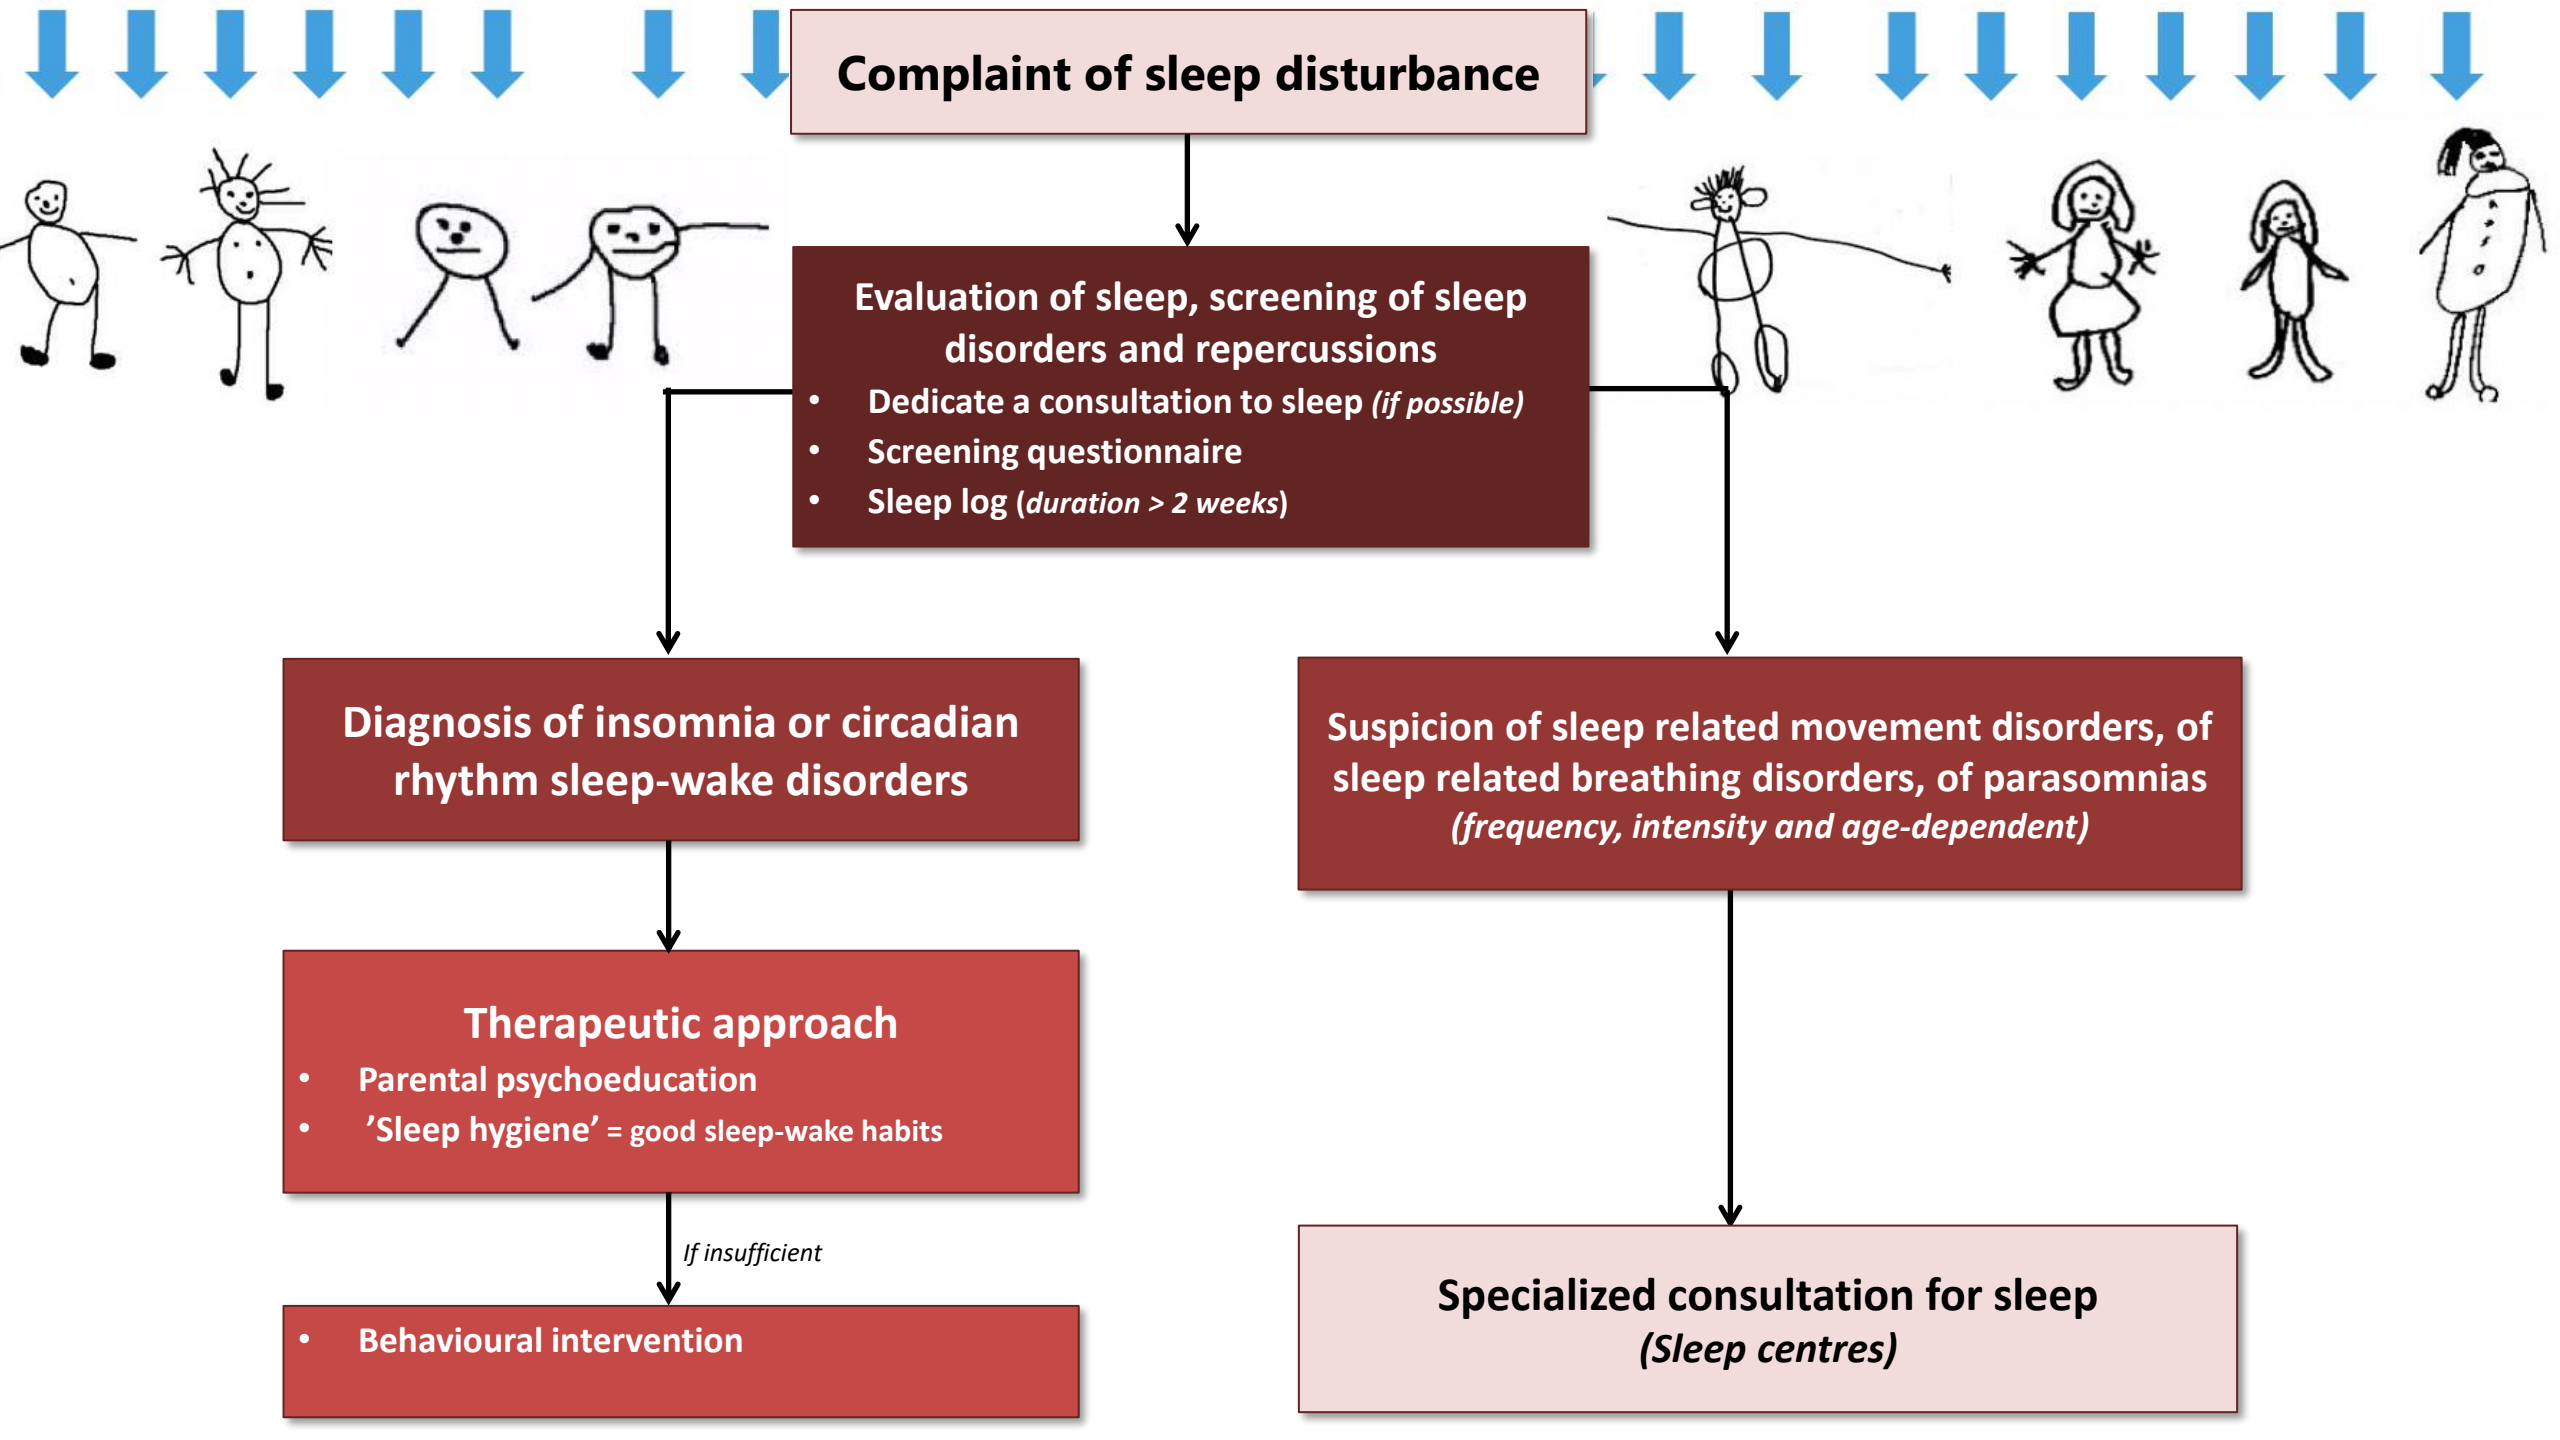 Complaint of sleep disturbance
Evaluation of sleep, screening of sleep
disorders and repercussions
• Dedicate a consultation to sleep (if possible)
• Screening questionnaire
• Sleep log (duration > 2 weeks)
Diagnosis of insomnia or circadian
rhythm sleep-wake disorders
Suspicion of sleep related movement disorders, of
sleep related breathing disorders, of parasomnias
(frequency, intensity and age-dependent)
Therapeutic approach
• Parental psychoeducation
• ’Sleep hygiene’ = good sleep-wake habits
If insufficient
• Behavioural intervention
Specialized consultation for sleep
(Sleep centres)